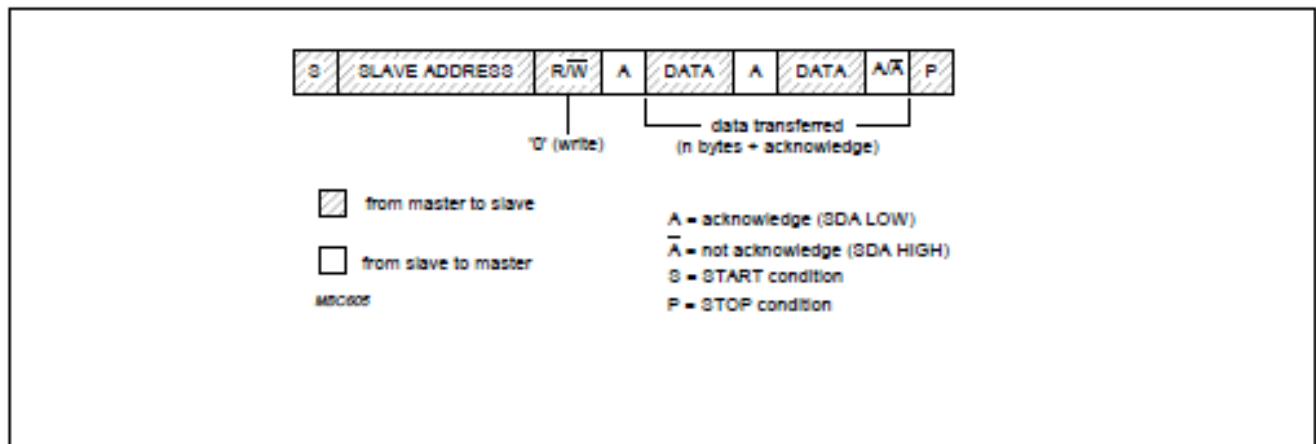 S SLAVE ADDRESS R/W̅ A DATA A DATA A/A̅ P
'0' (write)
data transferred
(n bytes + acknowledge)
from master to slave
from slave to master
MBC605
A = acknowledge (SDA LOW)
A̅ = not acknowledge (SDA HIGH)
S = START condition
P = STOP condition